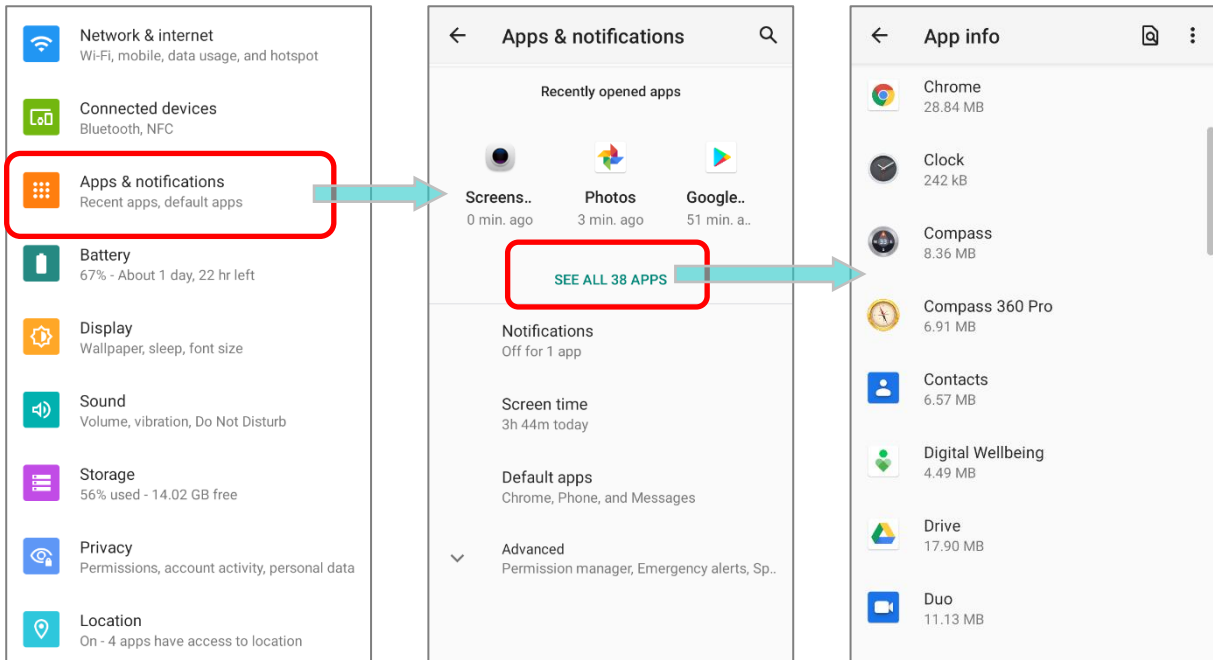 Network & internet
Wi-Fi, mobile, data usage, and hotspot
Connected devices
Bluetooth, NFC
Apps & notifications
Recent apps, default apps
Battery
67% - About 1 day, 22 hr left
Display
Wallpaper, sleep, font size
Sound
Volume, vibration, Do Not Disturb
Storage
56% used - 14.02 GB free
Privacy
Permissions, account activity, personal data
Location
On - 4 apps have access to location
Apps & notifications
Recently opened apps
Screens.. Photos Google..
0 min. ago 3 min. ago 51 min. a..
SEE ALL 38 APPS
Notifications
Off for 1 app
Screen time
3h 44m today
Default apps
Chrome, Phone, and Messages
Advanced
Permission manager, Emergency alerts, Sp..
App info
Chrome
28.84 MB
Clock
242 kB
Compass
8.36 MB
Compass 360 Pro
6.91 MB
Contacts
6.57 MB
Digital Wellbeing
4.49 MB
Drive
17.90 MB
Duo
11.13 MB